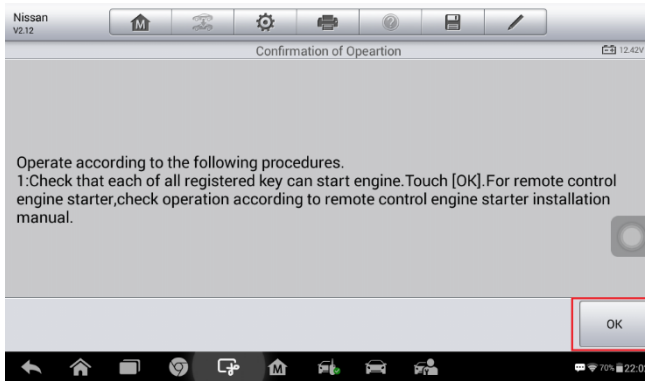 Nissan
V2.12
Confirmation of Opeartion
12.42V
Operate according to the following procedures.
1:Check that each of all registered key can start engine.Touch [OK].For remote control
engine starter,check operation according to remote control engine starter installation
manual.
OK
70% 22:0